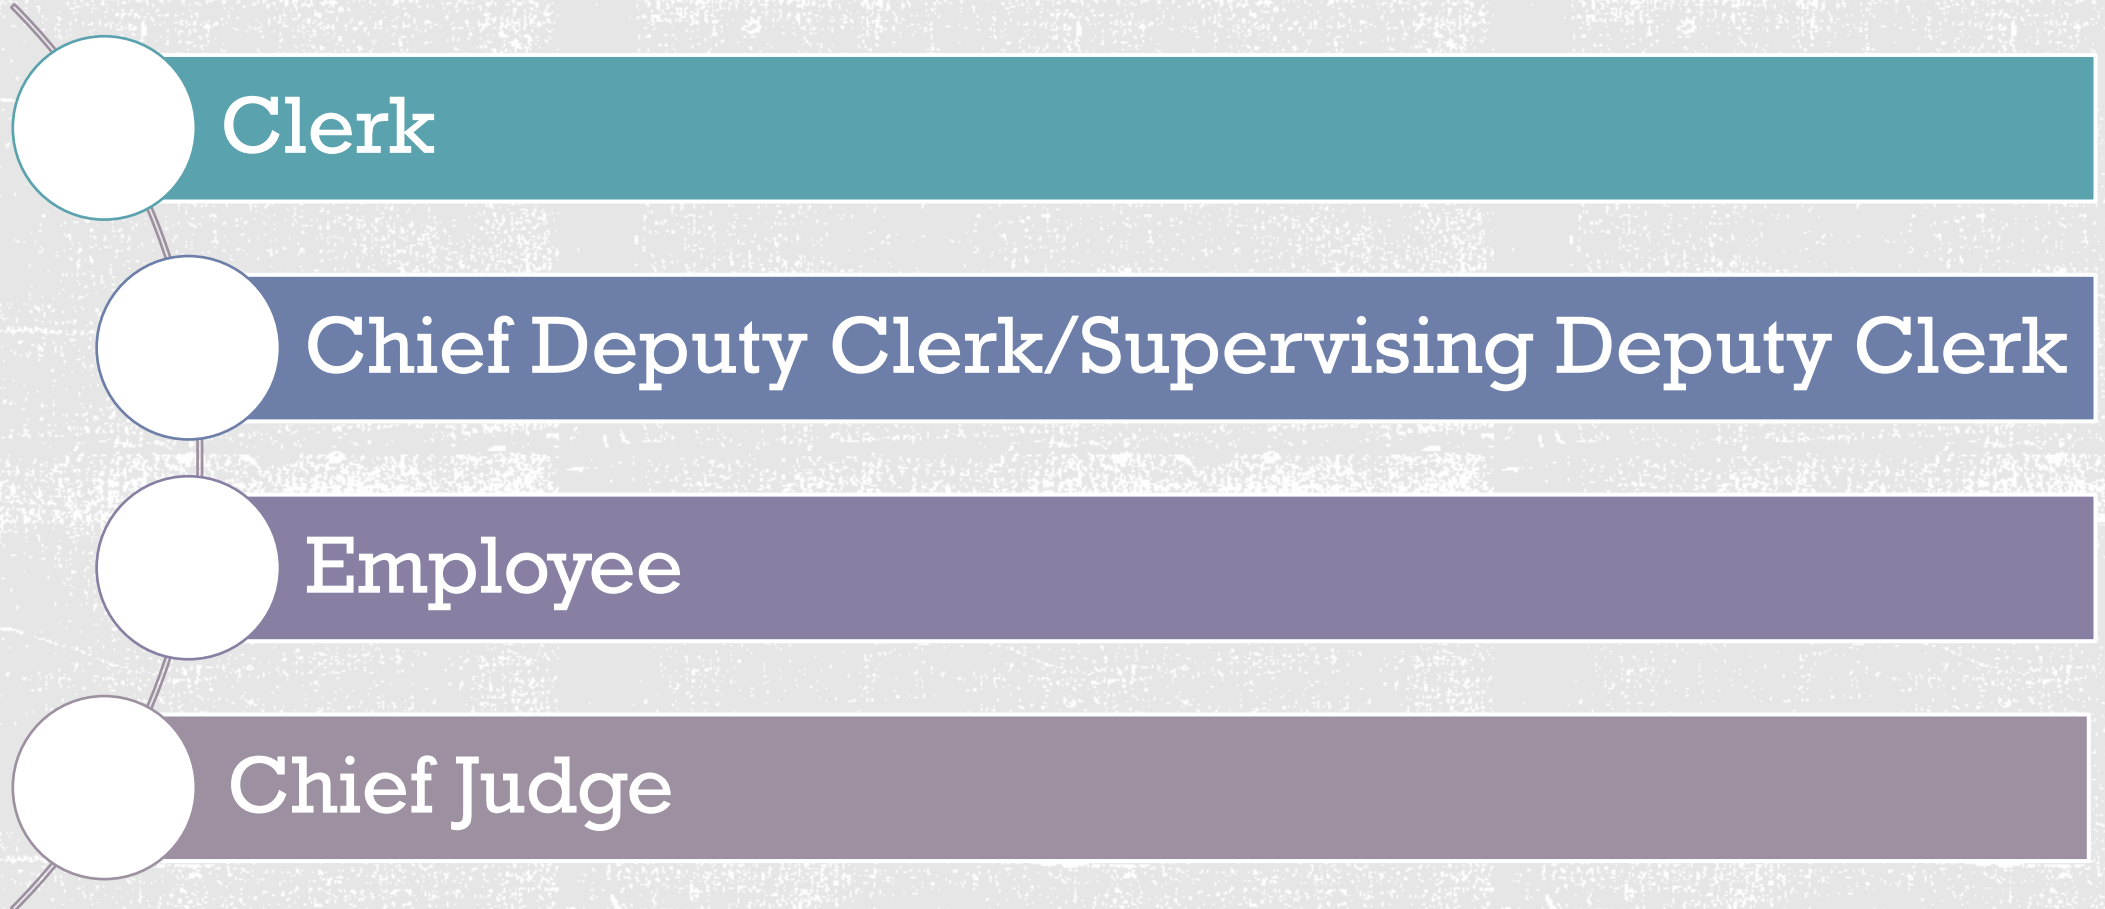 Clerk
Chief Deputy Clerk/Supervising Deputy Clerk
Employee
Chief Judge